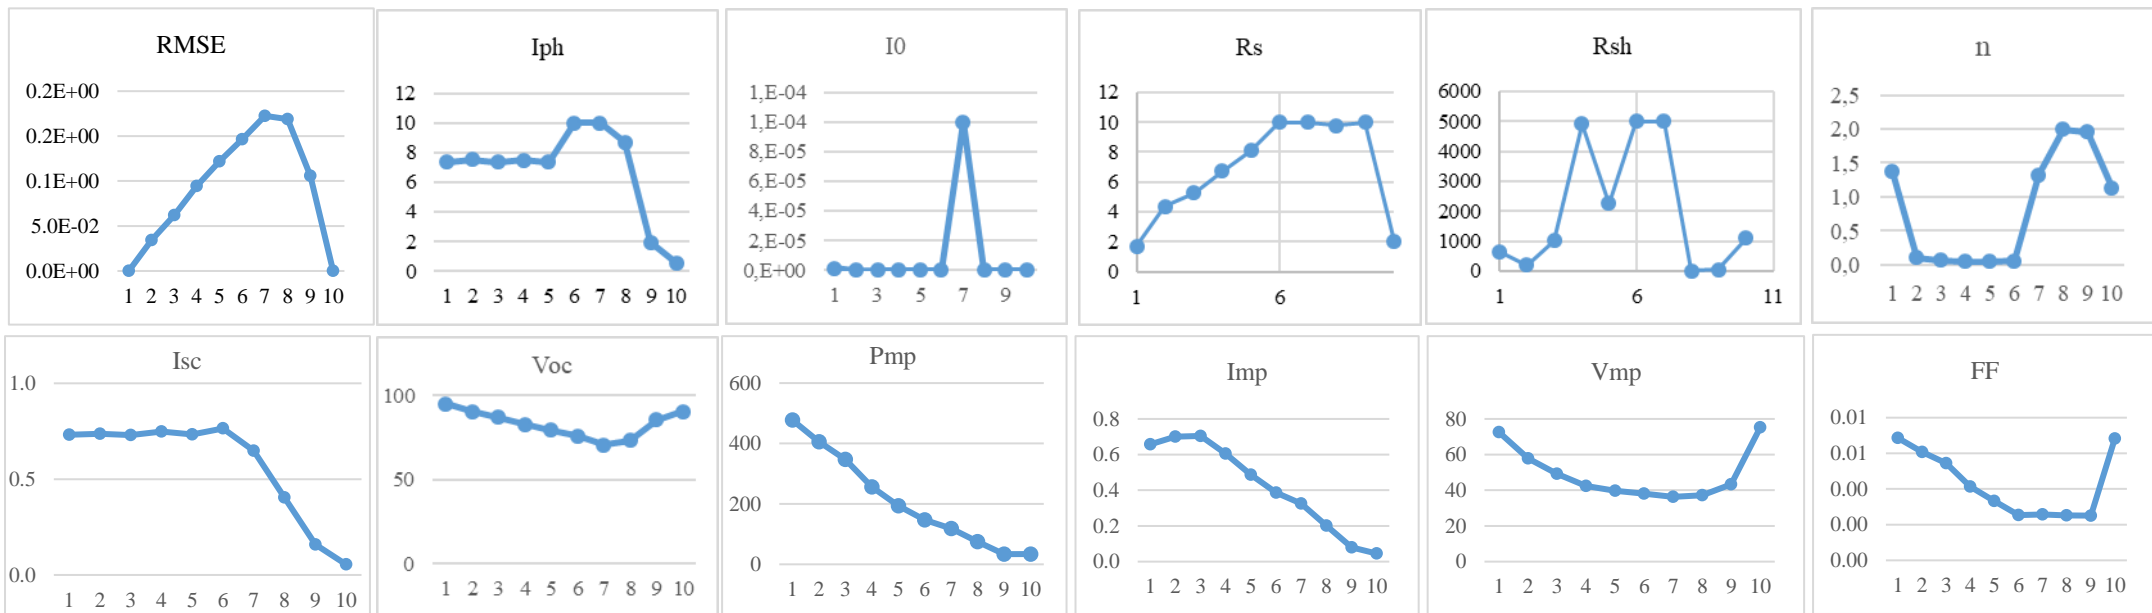 RMSE
0.2E+00
0.2E+00
0.1E+00
5.0E-02
0.0E+00
1 2 3 4 5 6 7 8 9 10
Iph
12
10
8
6
4
2
0
1 2 3 4 5 6 7 8 9 10
I0
1,E-04
1,E-04
8,E-05
6,E-05
4,E-05
2,E-05
0,E+00
1 3 5 7 9
Rs
12
10
8
6
4
2
0
1 6
Rsh
6000
5000
4000
3000
2000
1000
0
1 6 11
n
2,5
2,0
1,5
1,0
0,5
0,0
1 2 3 4 5 6 7 8 9 10
Isc
1.0
0.5
0.0
1 2 3 4 5 6 7 8 9 10
Voc
100
50
0
1 2 3 4 5 6 7 8 9 10
Pmp
600
400
200
0
1 2 3 4 5 6 7 8 9 10
Imp
0.8
0.6
0.4
0.2
0.0
1 2 3 4 5 6 7 8 9 10
Vmp
80
60
40
20
0
1 2 3 4 5 6 7 8 9 10
FF
0.01
0.01
0.00
0.00
0.00
1 2 3 4 5 6 7 8 9 10